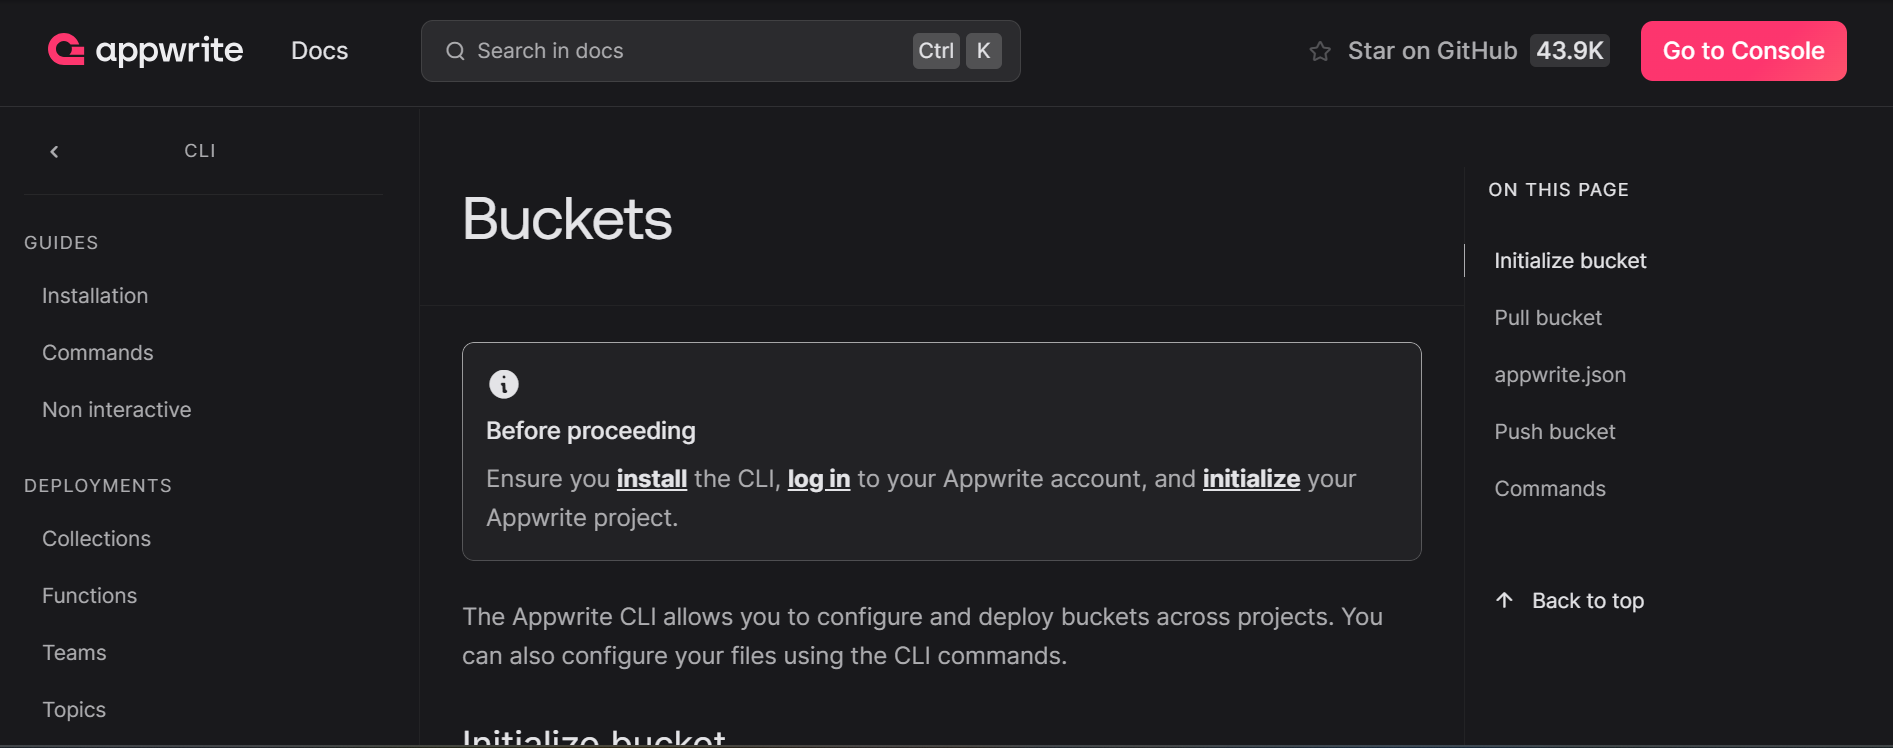 appwrite Docs Search in docs Ctrl K Star on GitHub 43.9K Go to Console
CLI
GUIDES
Installation
Commands
Non interactive
DEPLOYMENTS
Collections
Functions
Teams
Topics
Buckets
Before proceeding
Ensure you install the CLI, log in to your Appwrite account, and initialize your
Appwrite project.
The Appwrite CLI allows you to configure and deploy buckets across projects. You
can also configure your files using the CLI commands.
Initialize bucket
ON THIS PAGE
Initialize bucket
Pull bucket
appwrite.json
Push bucket
Commands
Back to top